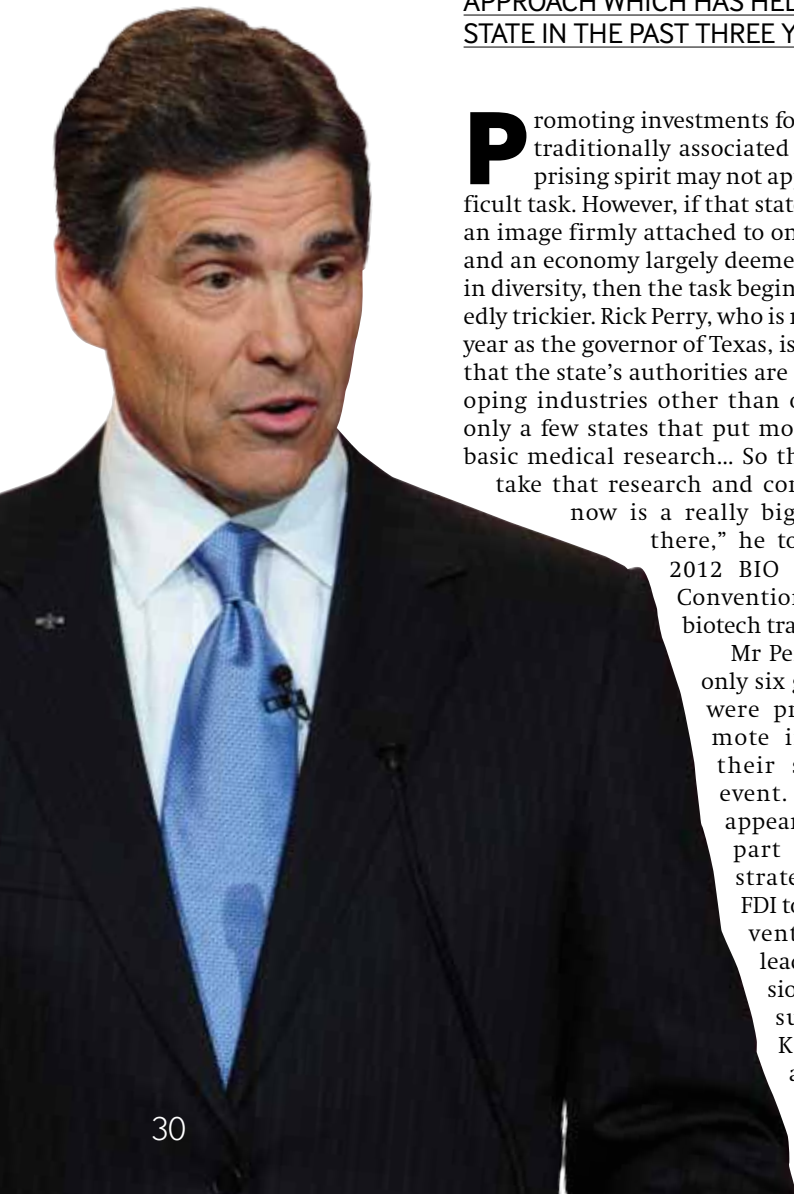 APPROACH WHICH HAS HEL
STATE IN THE PAST THREE Y
Promoting investments fo
traditionally associated
prising spirit may not ap
ficult task. However, if that stat
an image firmly attached to on
and an economy largely deeme
in diversity, then the task begin
edly trickier. Rick Perry, who is
year as the governor of Texas, is
that the state’s authorities are
oping industries other than o
only a few states that put mo
basic medical research... So th
take that research and con
now is a really big
there,” he to
2012 BIO
Convention
biotech tra
Mr Pe
only six
were pr
mote i
their s
event.
appear
part
strate
FDI to
vent
lead
sio
su
K
a
30